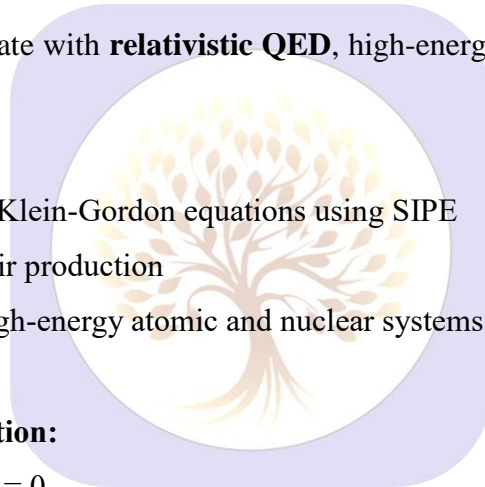 ate with relativistic QED, high-energ
Klein-Gordon equations using SIPE
ir production
gh-energy atomic and nuclear systems
tion:
= 0